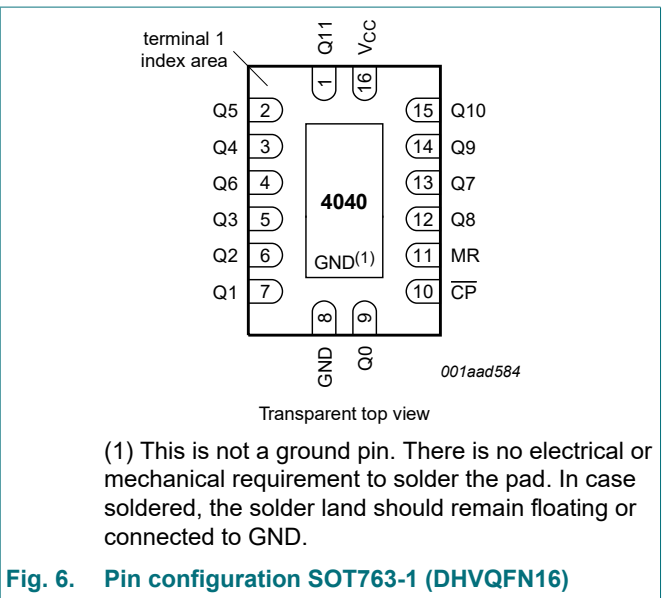 terminal 1
index area
Q11
VCC
1
16
Q5 2
15 Q10
Q4 3
14 Q9
Q6 4
13 Q7
4040
Q3 5
12 Q8
Q2 6
GND(1)
11 MR
Q1 7
10 CP
8
9
GND
Q0
001aad584
Transparent top view
(1) This is not a ground pin. There is no electrical or
mechanical requirement to solder the pad. In case
soldered, the solder land should remain floating or
connected to GND.
Fig. 6. Pin configuration SOT763-1 (DHVQFN16)